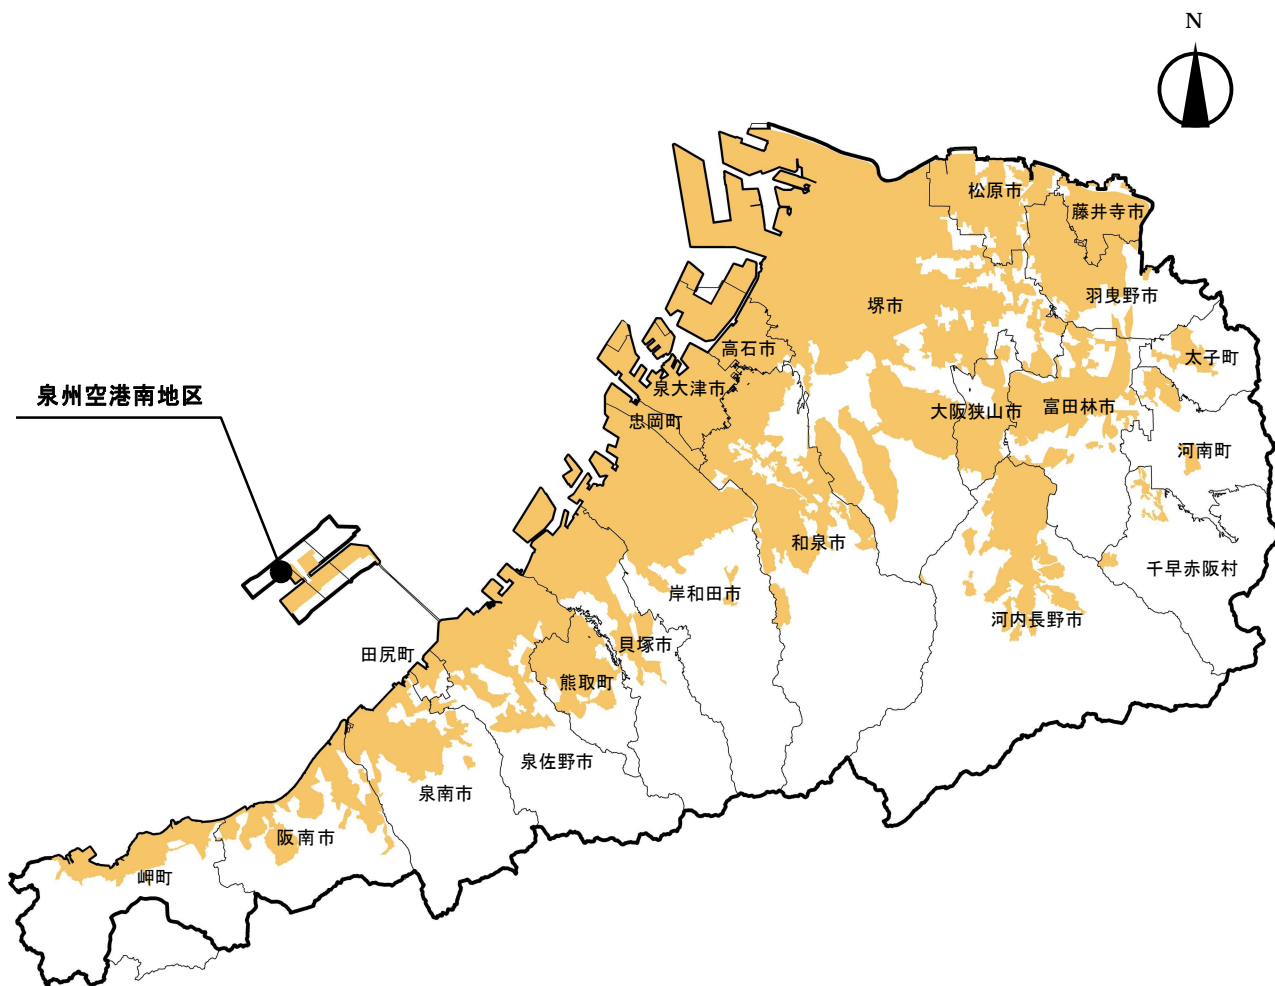 N
松原市
藤井寺市
羽曳野市
堺市
高石市
太子町
泉大津市
泉州空港南地区
大阪狭山市
富田林市
忠岡町
河南町
和泉市
千早赤阪村
岸和田市
河内長野市
貝塚市
田尻町
熊取町
泉佐野市
泉南市
阪南市
岬町